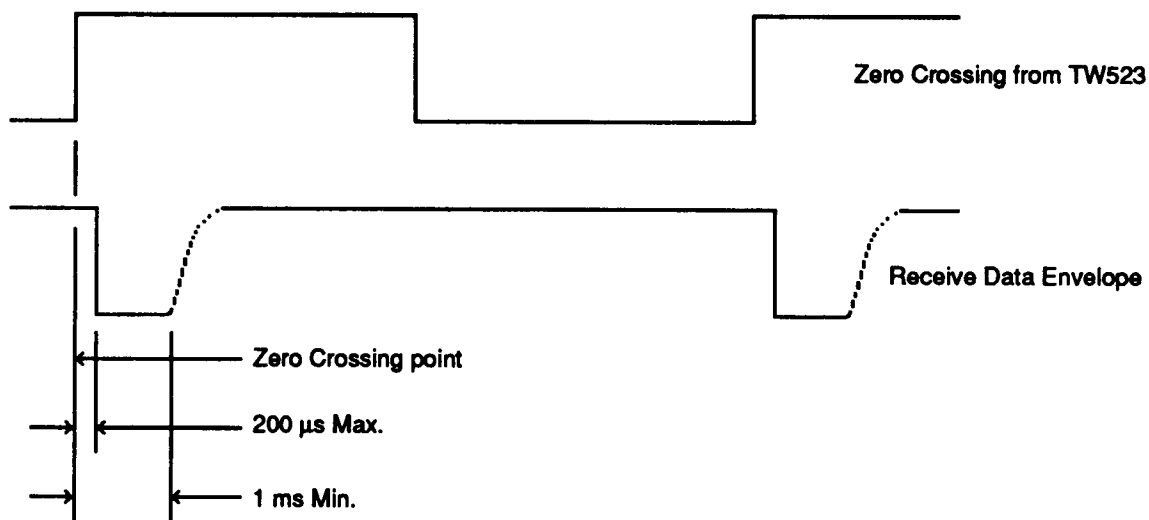 Zero Crossing from TW523
Receive Data Envelope
Zero Crossing point
200 μs Max.
1 ms Min.